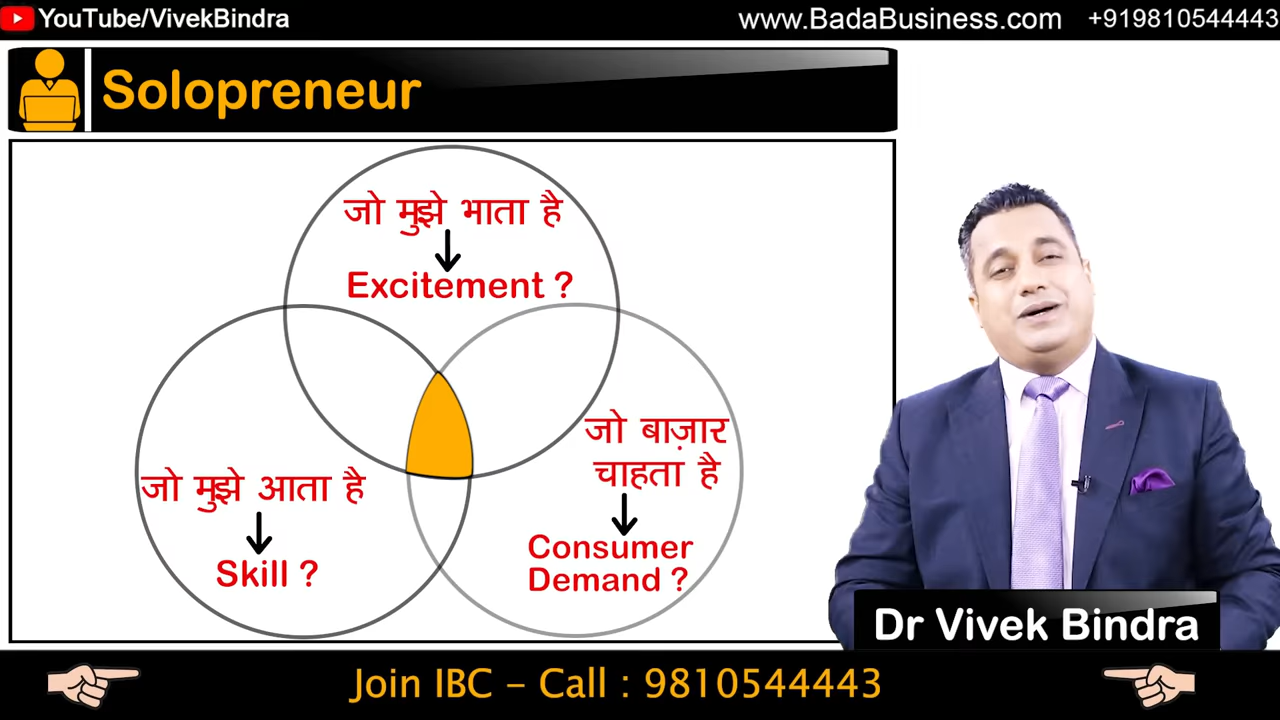 YouTube/VivekBindra
www.BadaBusiness.com +919810544443
Solopreneur
जो मुझे भाता है
Excitement ?
जो मुझे आता है
Skill ?
जो बाज़ार
चाहता है
Consumer
Demand ?
Dr Vivek Bindra
Join IBC – Call : 9810544443